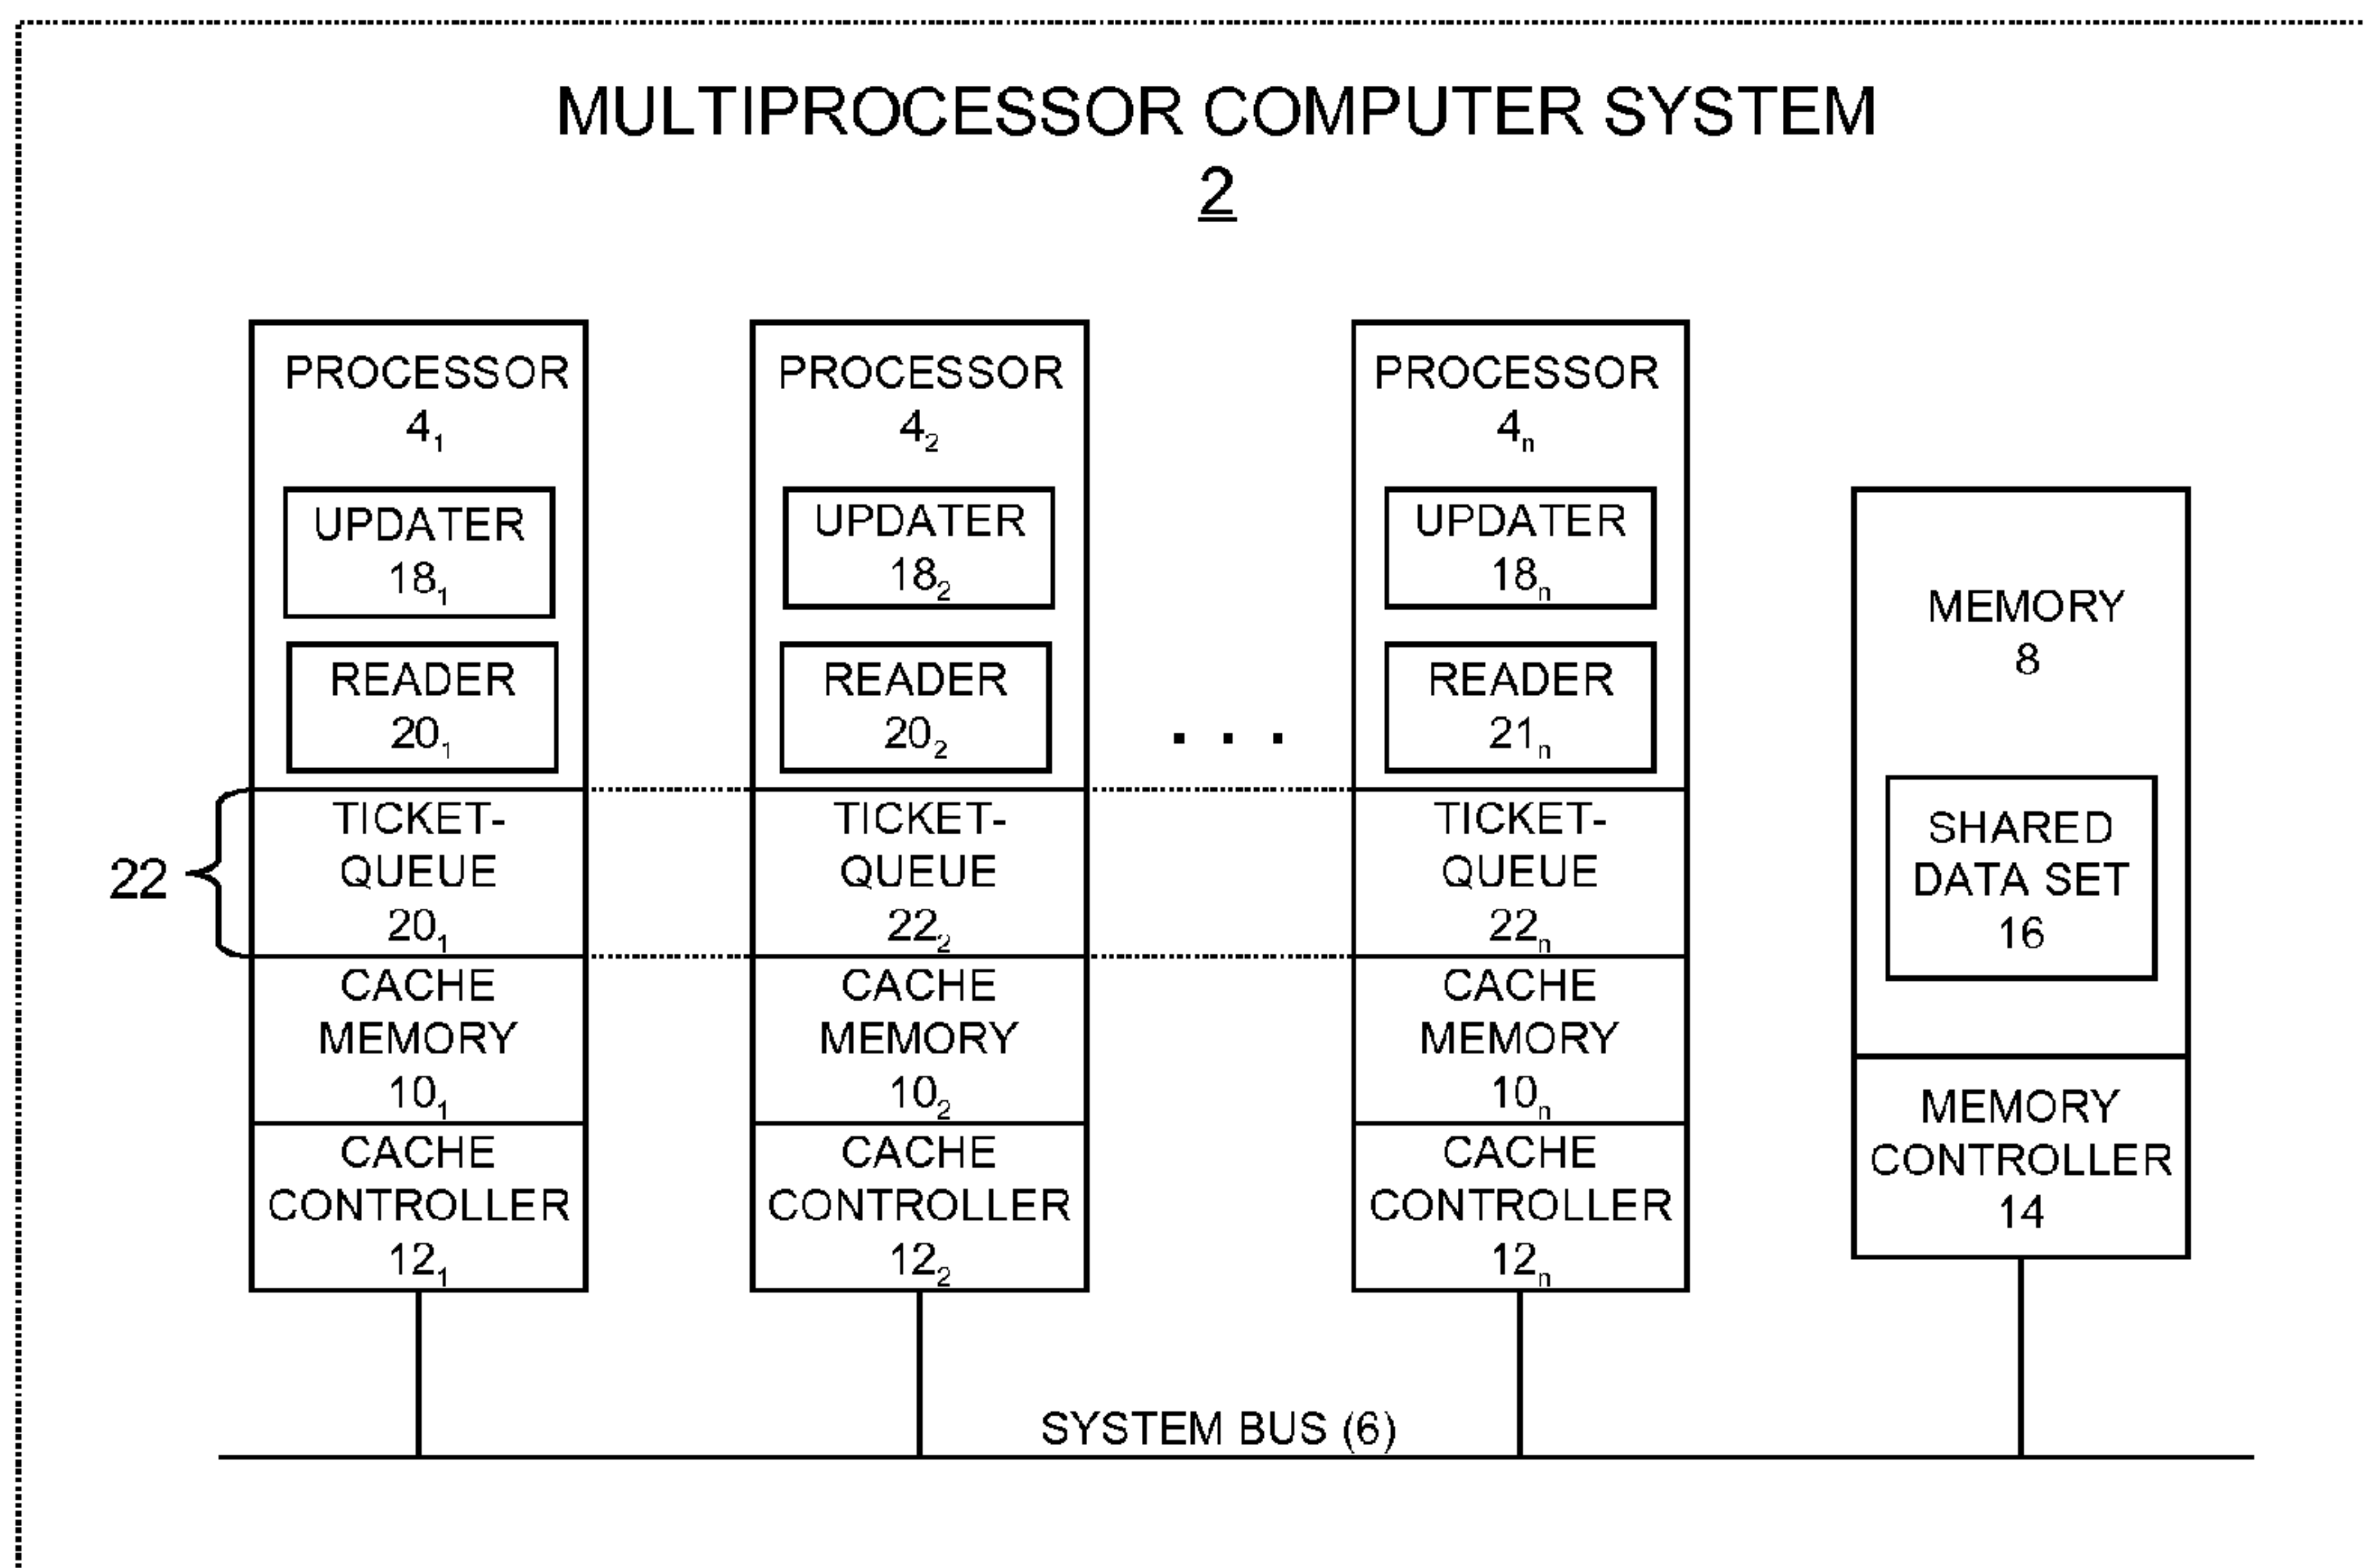 MULTIPROCESSOR COMPUTER SYSTEM
2
PROCESSOR
4₁
UPDATER
18₁
READER
20₁
TICKET-
QUEUE
20₁
CACHE
MEMORY
10₁
CACHE
CONTROLLER
12₁
22
PROCESSOR
4₂
UPDATER
18₂
READER
20₂
TICKET-
QUEUE
22₂
CACHE
MEMORY
10₂
CACHE
CONTROLLER
12₂
. . .
PROCESSOR
4ₙ
UPDATER
18ₙ
READER
21ₙ
TICKET-
QUEUE
22ₙ
CACHE
MEMORY
10ₙ
CACHE
CONTROLLER
12ₙ
MEMORY
8
SHARED
DATA SET
16
MEMORY
CONTROLLER
14
SYSTEM BUS (6)